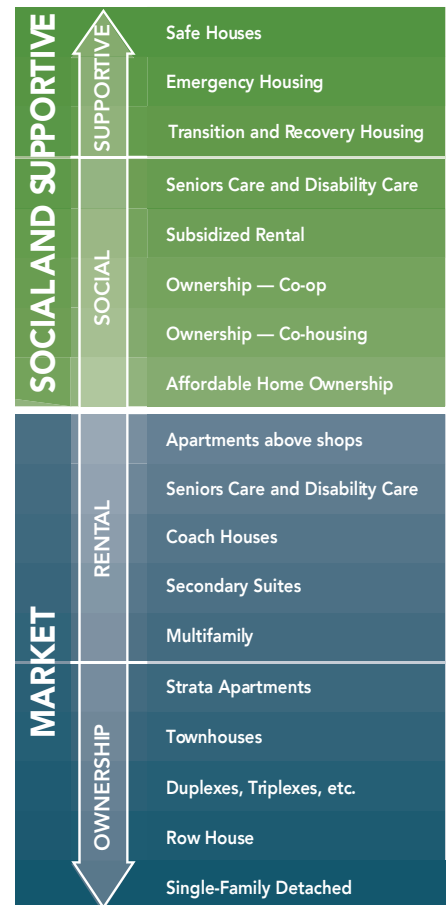 SOCIAL AND SUPPORTIVE
SUPPORTIVE
Safe Houses
Emergency Housing
Transition and Recovery Housing
SOCIAL
Seniors Care and Disability Care
Subsidized Rental
Ownership — Co-op
Ownership — Co-housing
Affordable Home Ownership
MARKET
RENTAL
Apartments above shops
Seniors Care and Disability Care
Coach Houses
Secondary Suites
Multifamily
OWNERSHIP
Strata Apartments
Townhouses
Duplexes, Triplexes, etc.
Row House
Single-Family Detached